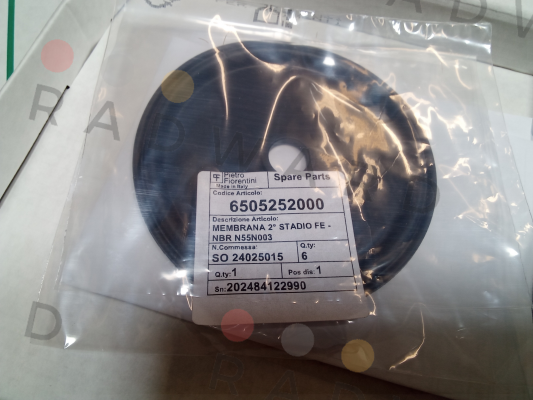 Pietro
Fiorentini
Made in Italy
Spare Parts
Codice Articolo:
6505252000
Descrizione Articolo:
MEMBRANA 2° STADIO FE -
NBR N55N003
N.Commessa: Q.ty:
SO 24025015 6
Q.ty:1 Pos dis:1
Sn:202484122990
RADWAY